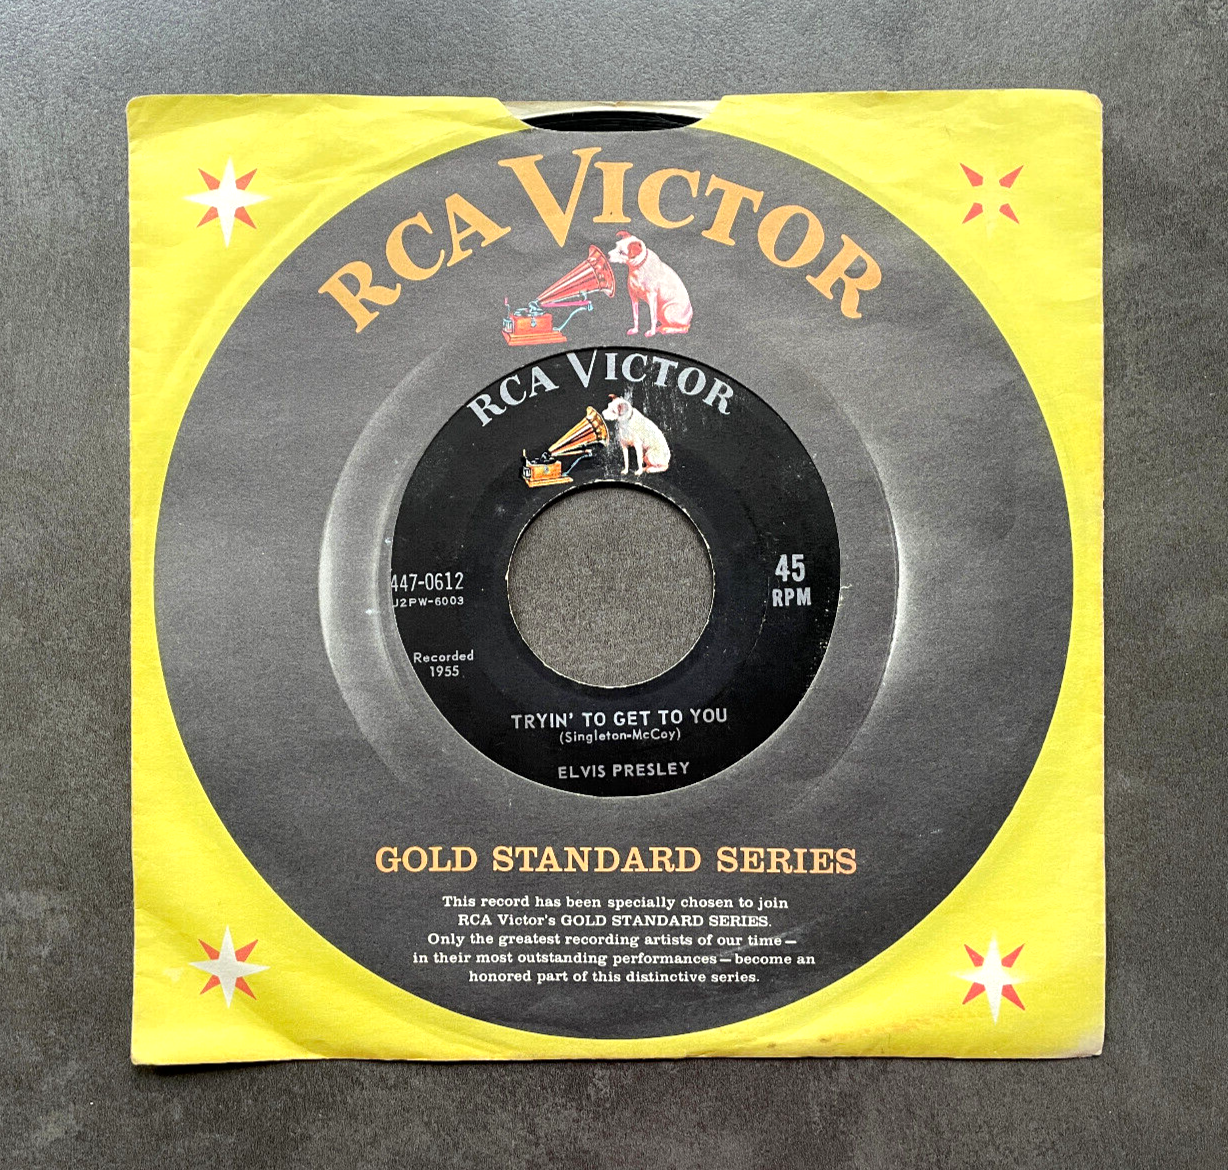 RCA VICTOR
RCA VICTOR
447-0612
J2PW-6003
45
RPM
Recorded
1955
TRYIN' TO GET TO YOU
(Singleton-McCoy)
ELVIS PRESLEY
GOLD STANDARD SERIES
This record has been specially chosen to join
RCA Victor's GOLD STANDARD SERIES.
Only the greatest recording artists of our time—
in their most outstanding performances—become an
honored part of this distinctive series.